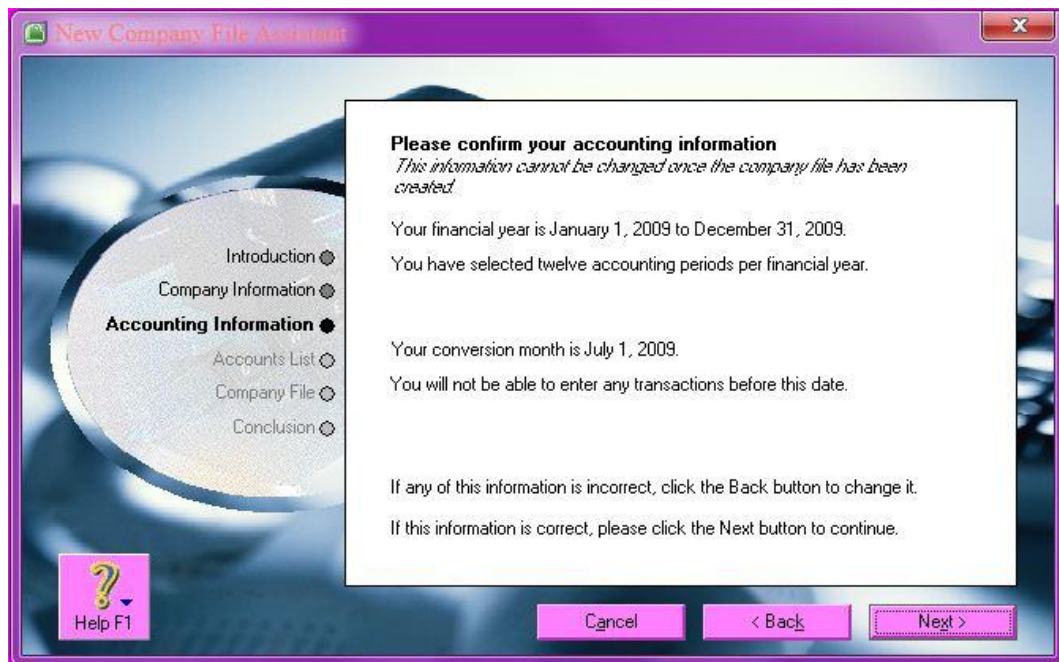 New Company File Assistant
Please confirm your accounting information
This information cannot be changed once the company file has been
created.
Your financial year is January 1, 2009 to December 31, 2009.
You have selected twelve accounting periods per financial year.
Introduction
Company Information
Accounting Information
Accounts List
Company File
Conclusion
Your conversion month is July 1, 2009.
You will not be able to enter any transactions before this date.
If any of this information is incorrect, click the Back button to change it.
If this information is correct, please click the Next button to continue.
Help F1
Cancel
< Back
Next >